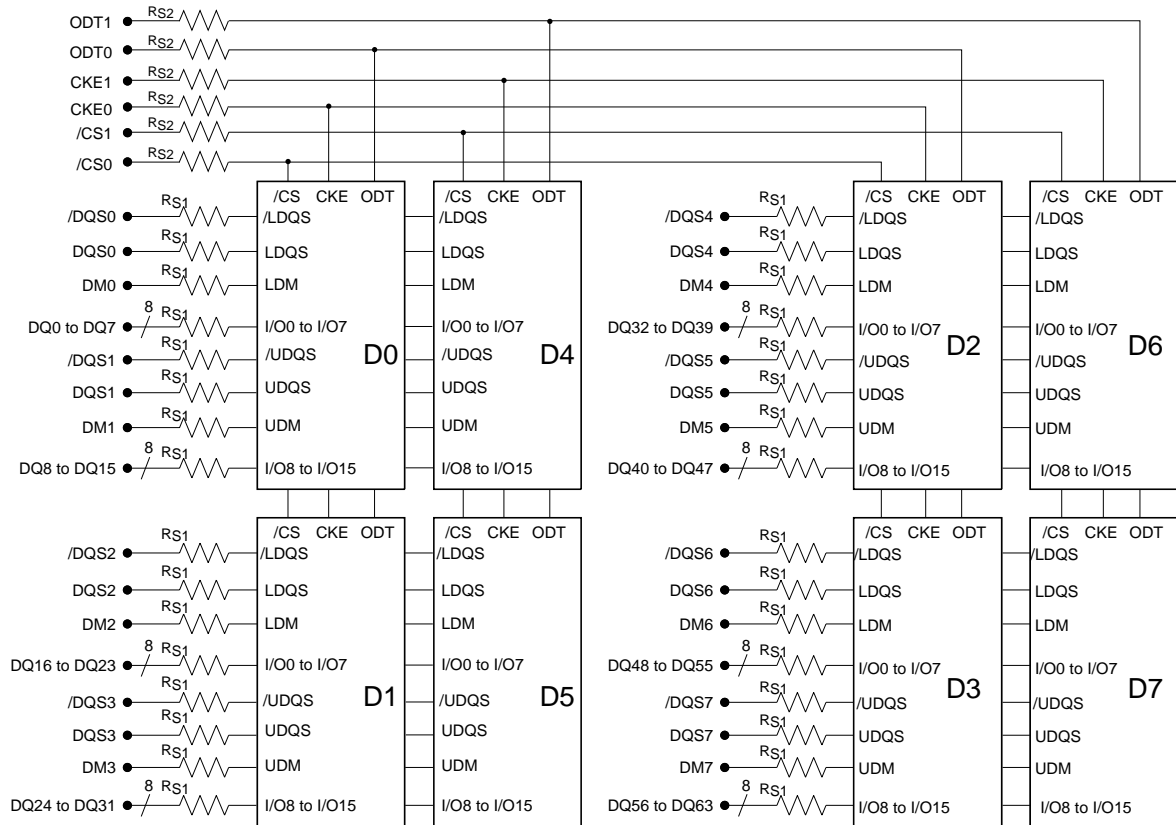 ODT1 RS2
ODT0 RS2
CKE1 RS2
CKE0 RS2
/CS1 RS2
/CS0 RS2
/CS CKE ODT /CS CKE ODT /CS CKE ODT /CS CKE ODT
/DQS0 RS1 /LDQS /LDQS /DQS4 RS1 /LDQS /LDQS
DQS0 RS1 LDQS LDQS DQS4 RS1 LDQS LDQS
DM0 RS1 LDM LDM DM4 RS1 LDM LDM
DQ0 to DQ7 8 RS1 I/O0 to I/O7 I/O0 to I/O7 DQ32 to DQ39 8 RS1 I/O0 to I/O7 I/O0 to I/O7
D0 D4 D2 D6
/DQS1 RS1 /UDQS /UDQS /DQS5 RS1 /UDQS /UDQS
DQS1 RS1 UDQS UDQS DQS5 RS1 UDQS UDQS
DM1 RS1 UDM UDM DM5 RS1 UDM UDM
DQ8 to DQ15 8 RS1 I/O8 to I/O15 I/O8 to I/O15 DQ40 to DQ47 8 RS1 I/O8 to I/O15 I/O8 to I/O15
/CS CKE ODT /CS CKE ODT /CS CKE ODT /CS CKE ODT
/DQS2 RS1 /LDQS /LDQS /DQS6 RS1 /LDQS /LDQS
DQS2 RS1 LDQS LDQS DQS6 RS1 LDQS LDQS
DM2 RS1 LDM LDM DM6 RS1 LDM LDM
DQ16 to DQ23 8 RS1 I/O0 to I/O7 I/O0 to I/O7 DQ48 to DQ55 8 RS1 I/O0 to I/O7 I/O0 to I/O7
D1 D5 D3 D7
/DQS3 RS1 /UDQS /UDQS /DQS7 RS1 /UDQS /UDQS
DQS3 RS1 UDQS UDQS DQS7 RS1 UDQS UDQS
DM3 RS1 UDM UDM DM7 RS1 UDM UDM
DQ24 to DQ31 8 RS1 I/O8 to I/O15 I/O8 to I/O15 DQ56 to DQ63 8 RS1 I/O8 to I/O15 I/O8 to I/O15